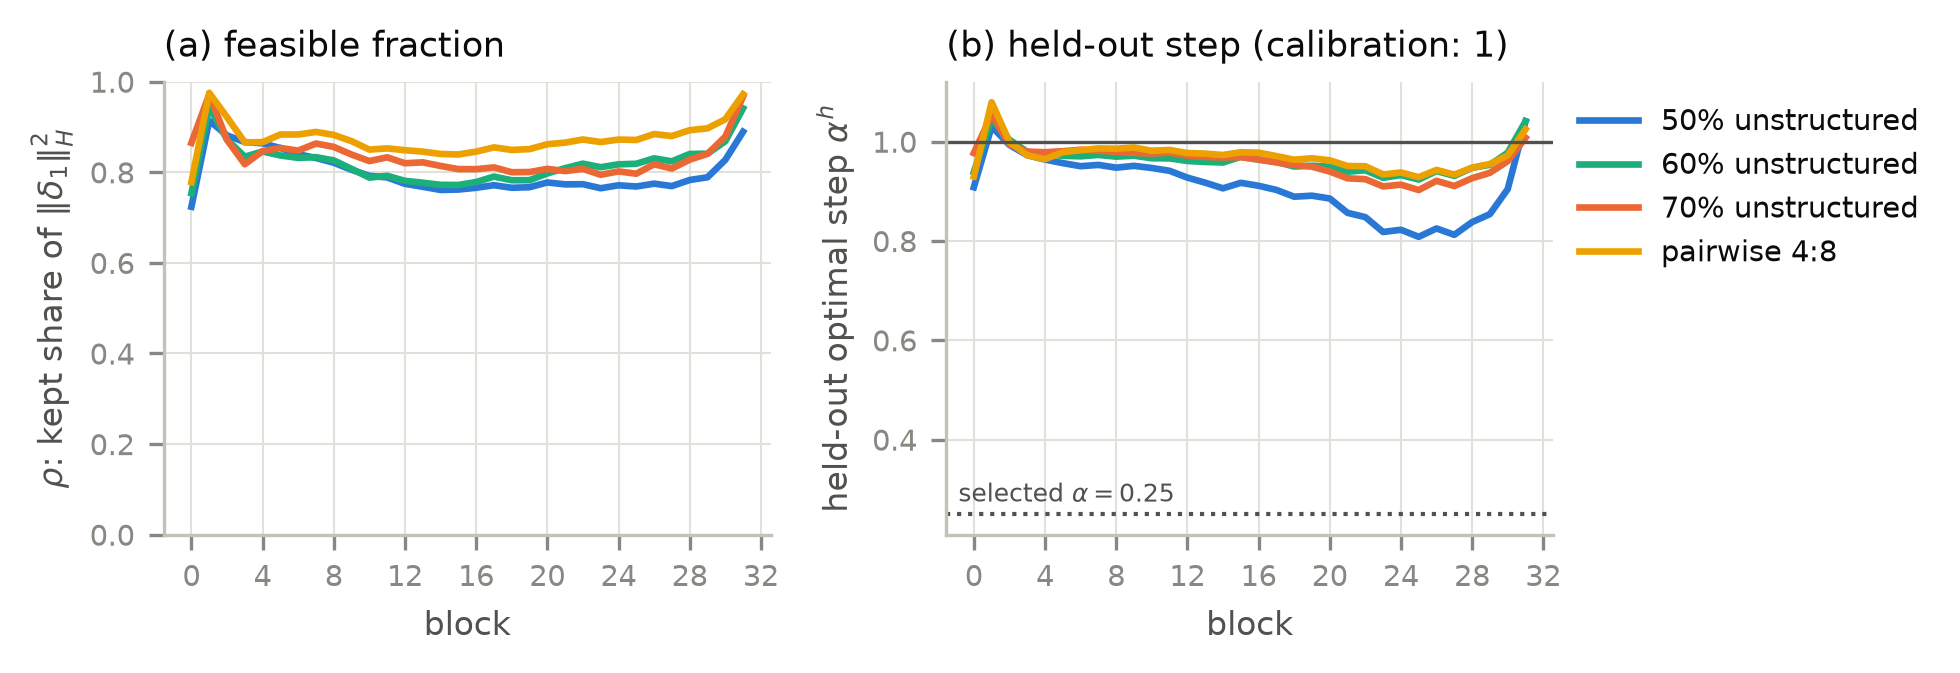 (a) feasible fraction
ρ: kept share of ‖δ₁‖²_H
1.0
0.8
0.6
0.4
0.2
0.0
0 4 8 12 16 20 24 28 32
block
(b) held-out step (calibration: 1)
held-out optimal step αʰ
1.0
0.8
0.6
0.4
selected α = 0.25
0 4 8 12 16 20 24 28 32
block
50% unstructured
60% unstructured
70% unstructured
pairwise 4:8